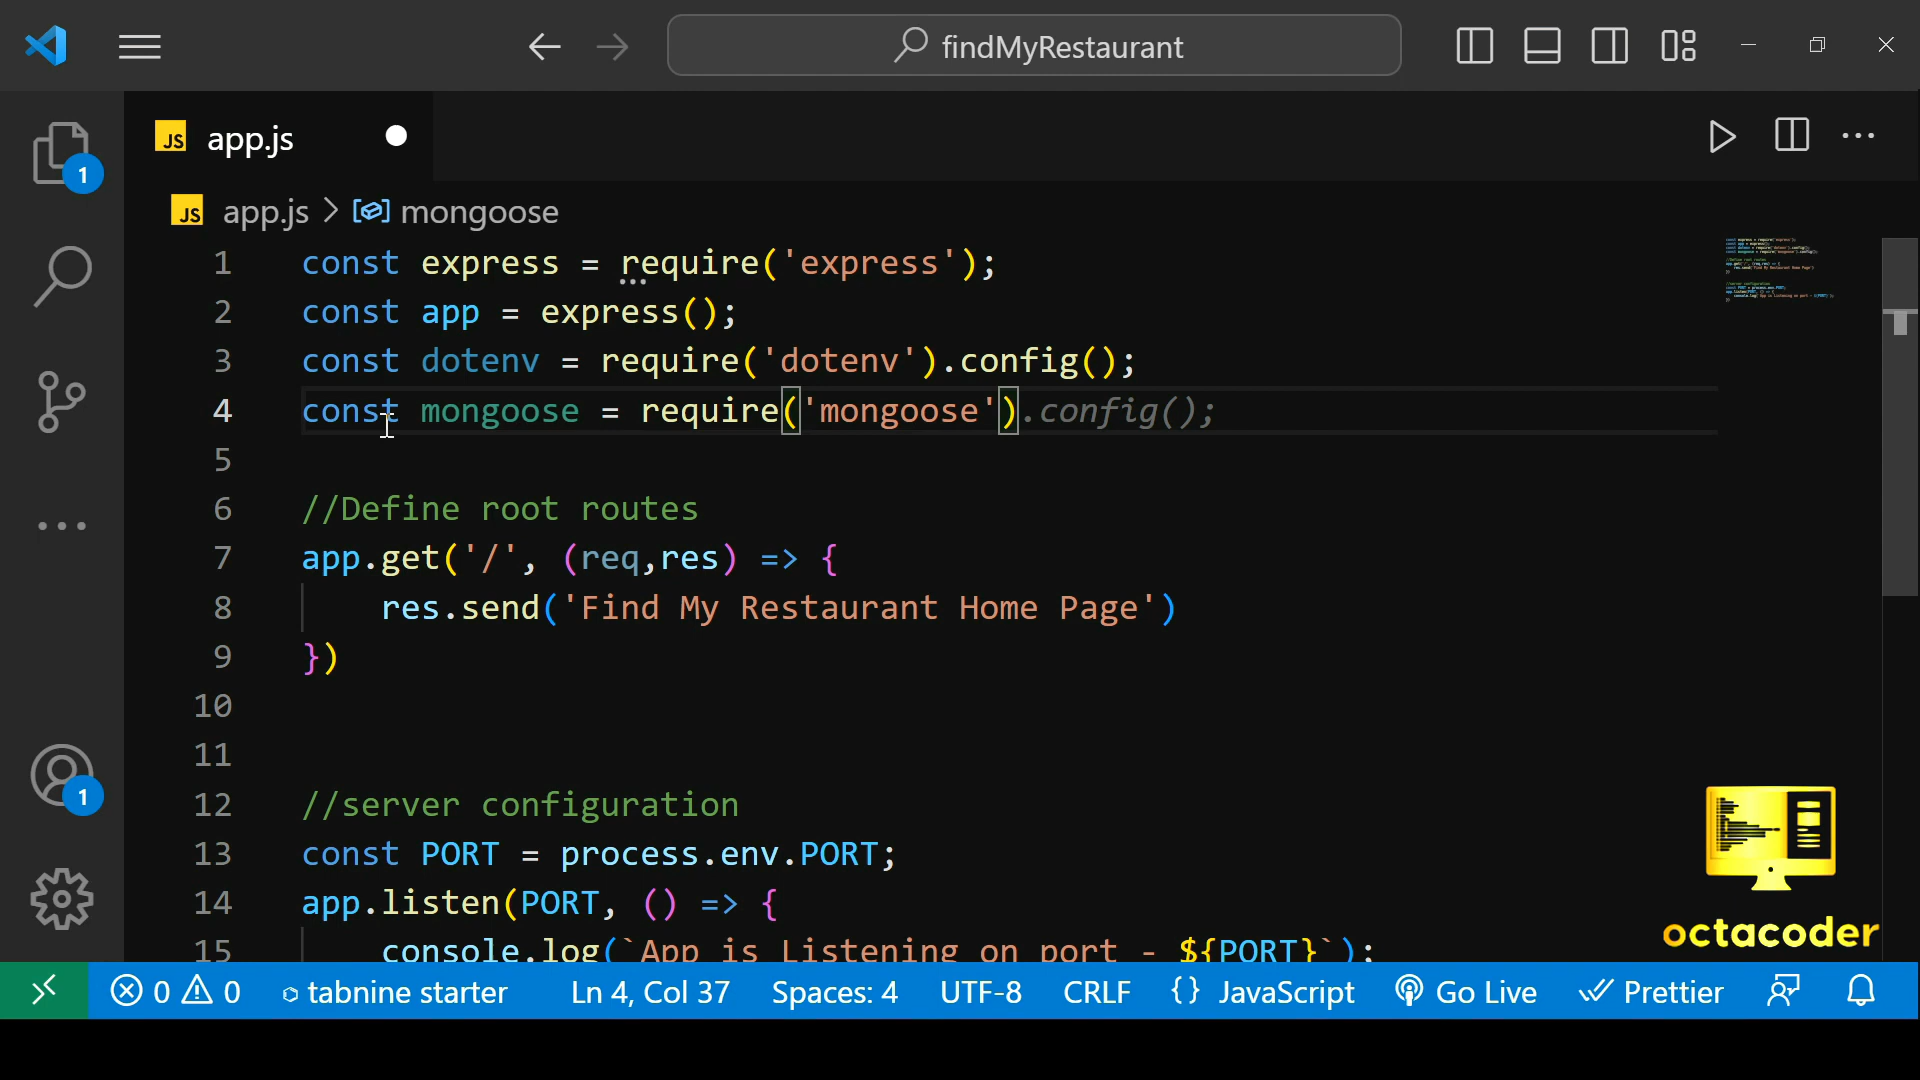 findMyRestaurant
JS app.js
1
JS app.js > mongoose
1 const express = require('express');
2 const app = express();
3 const dotenv = require('dotenv').config();
4 const mongoose = require('mongoose').config();
5
6 //Define root routes
7 app.get('/', (req,res) => {
8 res.send('Find My Restaurant Home Page')
9 })
10
11
12 //server configuration
13 const PORT = process.env.PORT;
14 app.listen(PORT, () => {
15 console.log(`App is Listening on port - ${PORT}`);
1
octacoder
0 0 tabnine starter Ln 4, Col 37 Spaces: 4 UTF-8 CRLF {} JavaScript Go Live Prettier